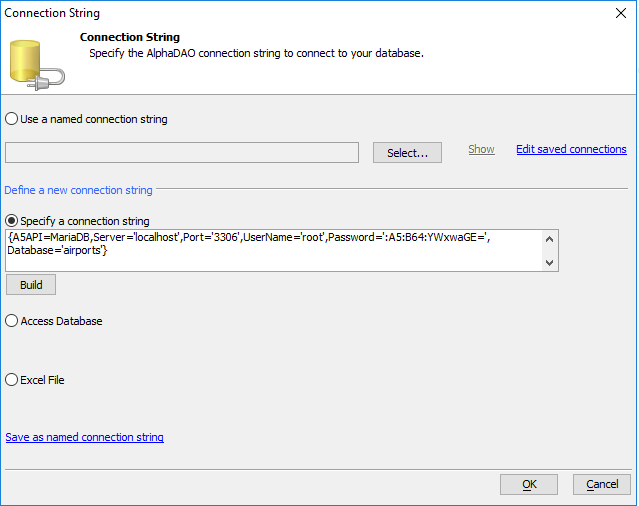 Connection String
Connection String
Specify the AlphaDAO connection string to connect to your database.
Use a named connection string
Select...
Show
Edit saved connections
Define a new connection string
Specify a connection string
{A5API=MariaDB,Server='localhost',Port='3306',UserName='root',Password=':A5:B64:YWxwaGE=',
Database='airports'}
Build
Access Database
Excel File
Save as named connection string
OK
Cancel